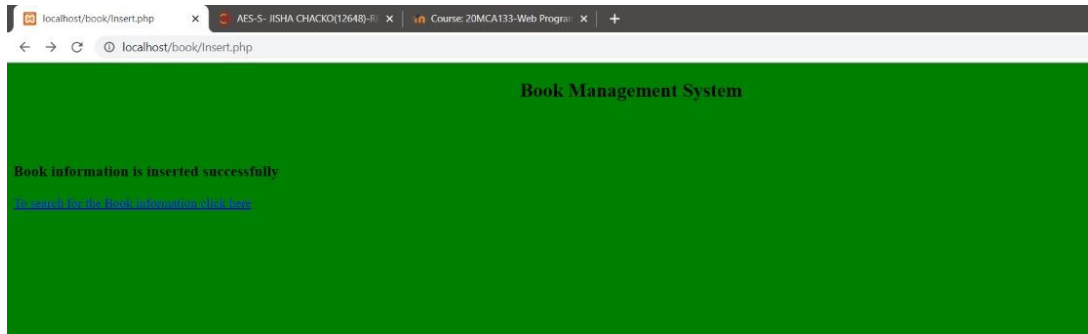 localhost/book/Insert.php
AES-S- JISHA CHACKO(12648)-R
Course: 20MCA133-Web Program
localhost/book/Insert.php
Book Management System
Book information is inserted successfully
To search for the Book information click here